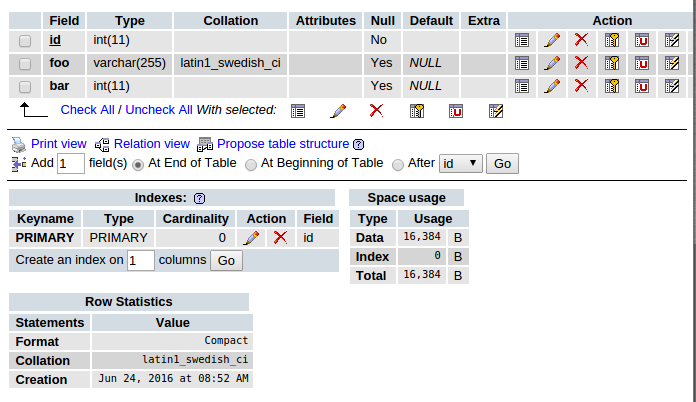 Field Type Collation Attributes Null Default Extra Action
id int(11) No
foo varchar(255) latin1_swedish_ci Yes NULL
bar int(11) Yes NULL
Check All / Uncheck All With selected:
Print view Relation view Propose table structure ?
Add 1 field(s) At End of Table At Beginning of Table After id Go
Indexes: ?
Keyname Type Cardinality Action Field
PRIMARY PRIMARY 0 id
Create an index on 1 columns Go
Space usage
Type Usage
Data 16,384 B
Index 0 B
Total 16,384 B
Row Statistics
Statements Value
Format Compact
Collation latin1_swedish_ci
Creation Jun 24, 2016 at 08:52 AM